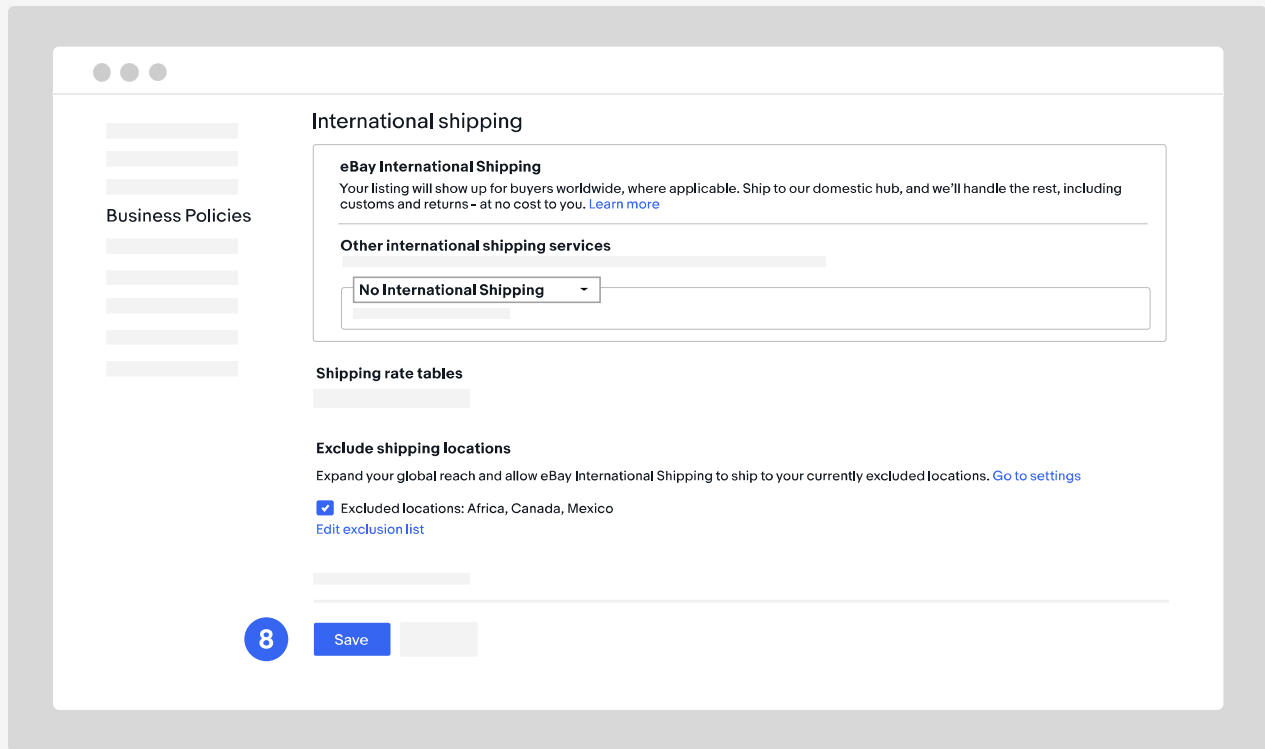 International shipping
eBay International Shipping
Your listing will show up for buyers worldwide, where applicable. Ship to our domestic hub, and we'll handle the rest, including
customs and returns - at no cost to you. Learn more
Business Policies
Other international shipping services
No International Shipping
Shipping rate tables
Exclude shipping locations
Expand your global reach and allow eBay International Shipping to ship to your currently excluded locations. Go to settings
Excluded locations: Africa, Canada, Mexico
Edit exclusion list
8 Save